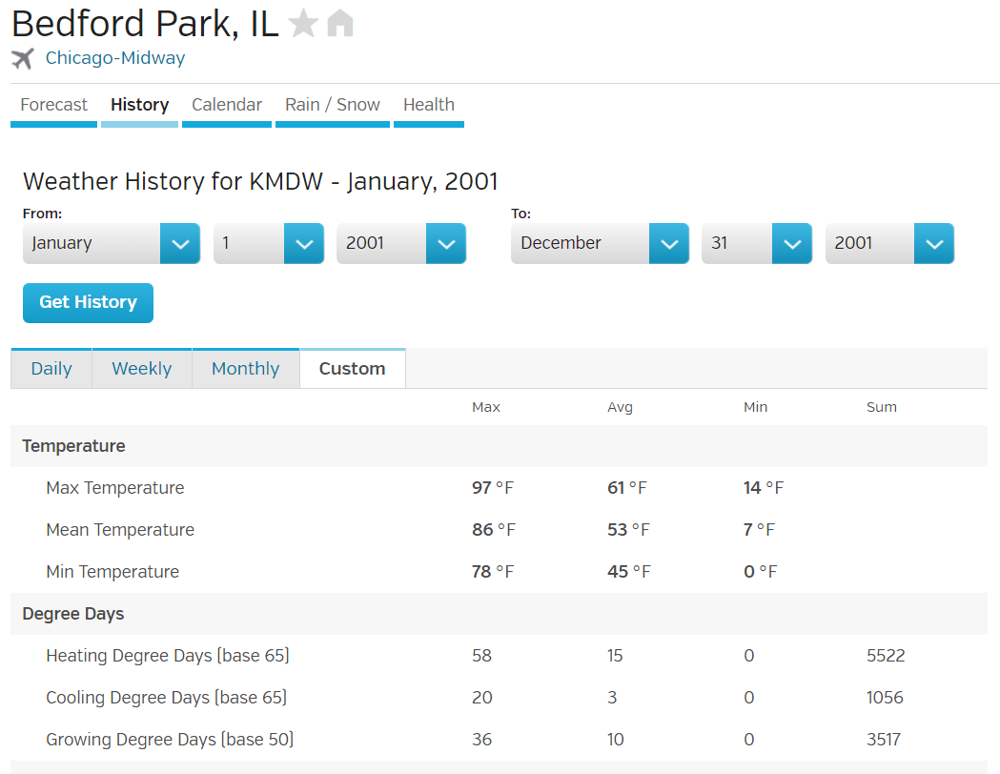 Bedford Park, IL
Chicago-Midway
Forecast History Calendar Rain / Snow Health
Weather History for KMDW - January, 2001
From: To:
January 1 2001 December 31 2001
Get History
Daily Weekly Monthly Custom
Max Avg Min Sum
Temperature
Max Temperature 97 °F 61 °F 14 °F
Mean Temperature 86 °F 53 °F 7 °F
Min Temperature 78 °F 45 °F 0 °F
Degree Days
Heating Degree Days (base 65) 58 15 0 5522
Cooling Degree Days (base 65) 20 3 0 1056
Growing Degree Days (base 50) 36 10 0 3517